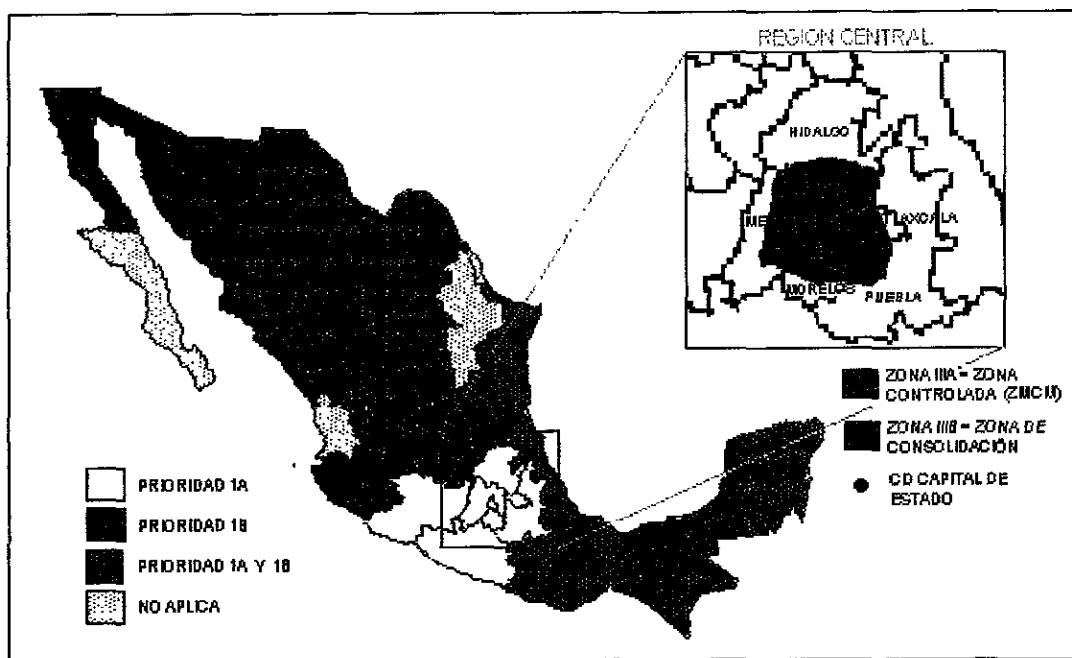 REGION CENTRAL
HIDALGO
TLAXCALA
MORELOS
PUEBLA
ZONA IIIA = ZONA
CONTROLADA (ZMCM)
ZONA IIIB = ZONA DE
CONSOLIDACIÓN
CD CAPITAL DE
ESTADO
PRIORIDAD 1A
PRIORIDAD 1B
PRIORIDAD 1A Y 1B
NO APLICA